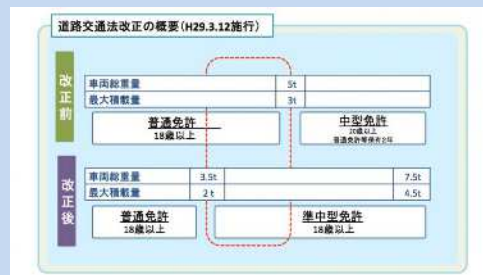 道路交通法改正の概要(H29.3.12施行)
改正前
車両総重量 5t
最大積載量 3t
普通免許
18歳以上
中型免許
20歳以上
普通免許等保有2年
改正後
車両総重量 3.5t 7.5t
最大積載量 2t 4.5t
普通免許
18歳以上
準中型免許
18歳以上